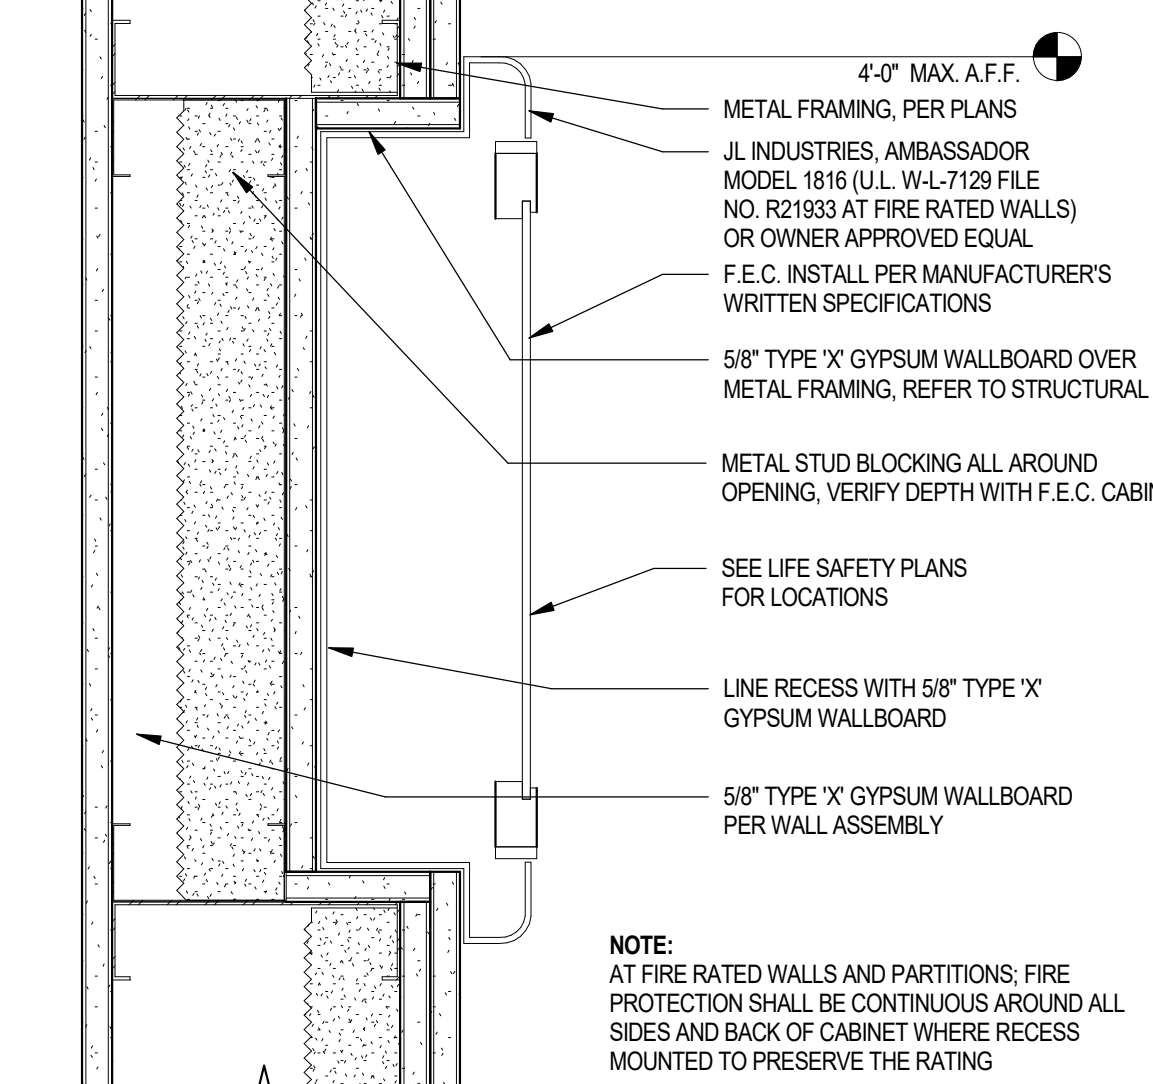 4'-0" MAX. A.F.F.
METAL FRAMING, PER PLANS
JL INDUSTRIES, AMBASSADOR
MODEL 1816 (U.L. W-L-7129 FILE
NO. R21933 AT FIRE RATED WALLS)
OR OWNER APPROVED EQUAL
F.E.C. INSTALL PER MANUFACTURER'S
WRITTEN SPECIFICATIONS
5/8" TYPE 'X' GYPSUM WALLBOARD OVER
METAL FRAMING, REFER TO STRUCTURAL
METAL STUD BLOCKING ALL AROUND
OPENING, VERIFY DEPTH WITH F.E.C.
SEE LIFE SAFETY PLANS
FOR LOCATIONS
LINE RECESS WITH 5/8" TYPE 'X'
GYPSUM WALLBOARD
5/8" TYPE 'X' GYPSUM WALLBOARD
PER WALL ASSEMBLY
NOTE:
AT FIRE RATED WALLS AND PARTITIONS; FIRE
PROTECTION SHALL BE CONTINUOUS AROUND ALL
SIDES AND BACK OF CABINET WHERE RECESS
MOUNTED TO PRESERVE THE RATING